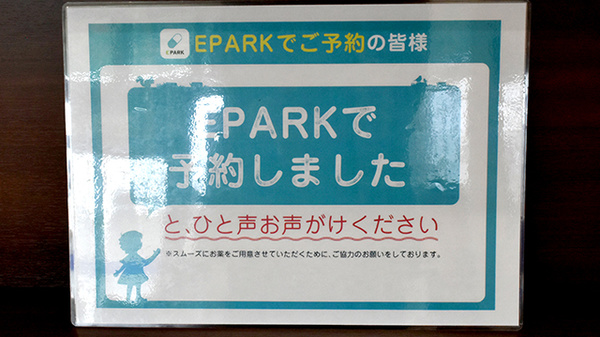 EPARK
EPARKでご予約の皆様
EPARKで
予約しました
と、ひと声お声がけください
※スムーズにお薬をご用意させていただくために、ご協力のお願いをしております。